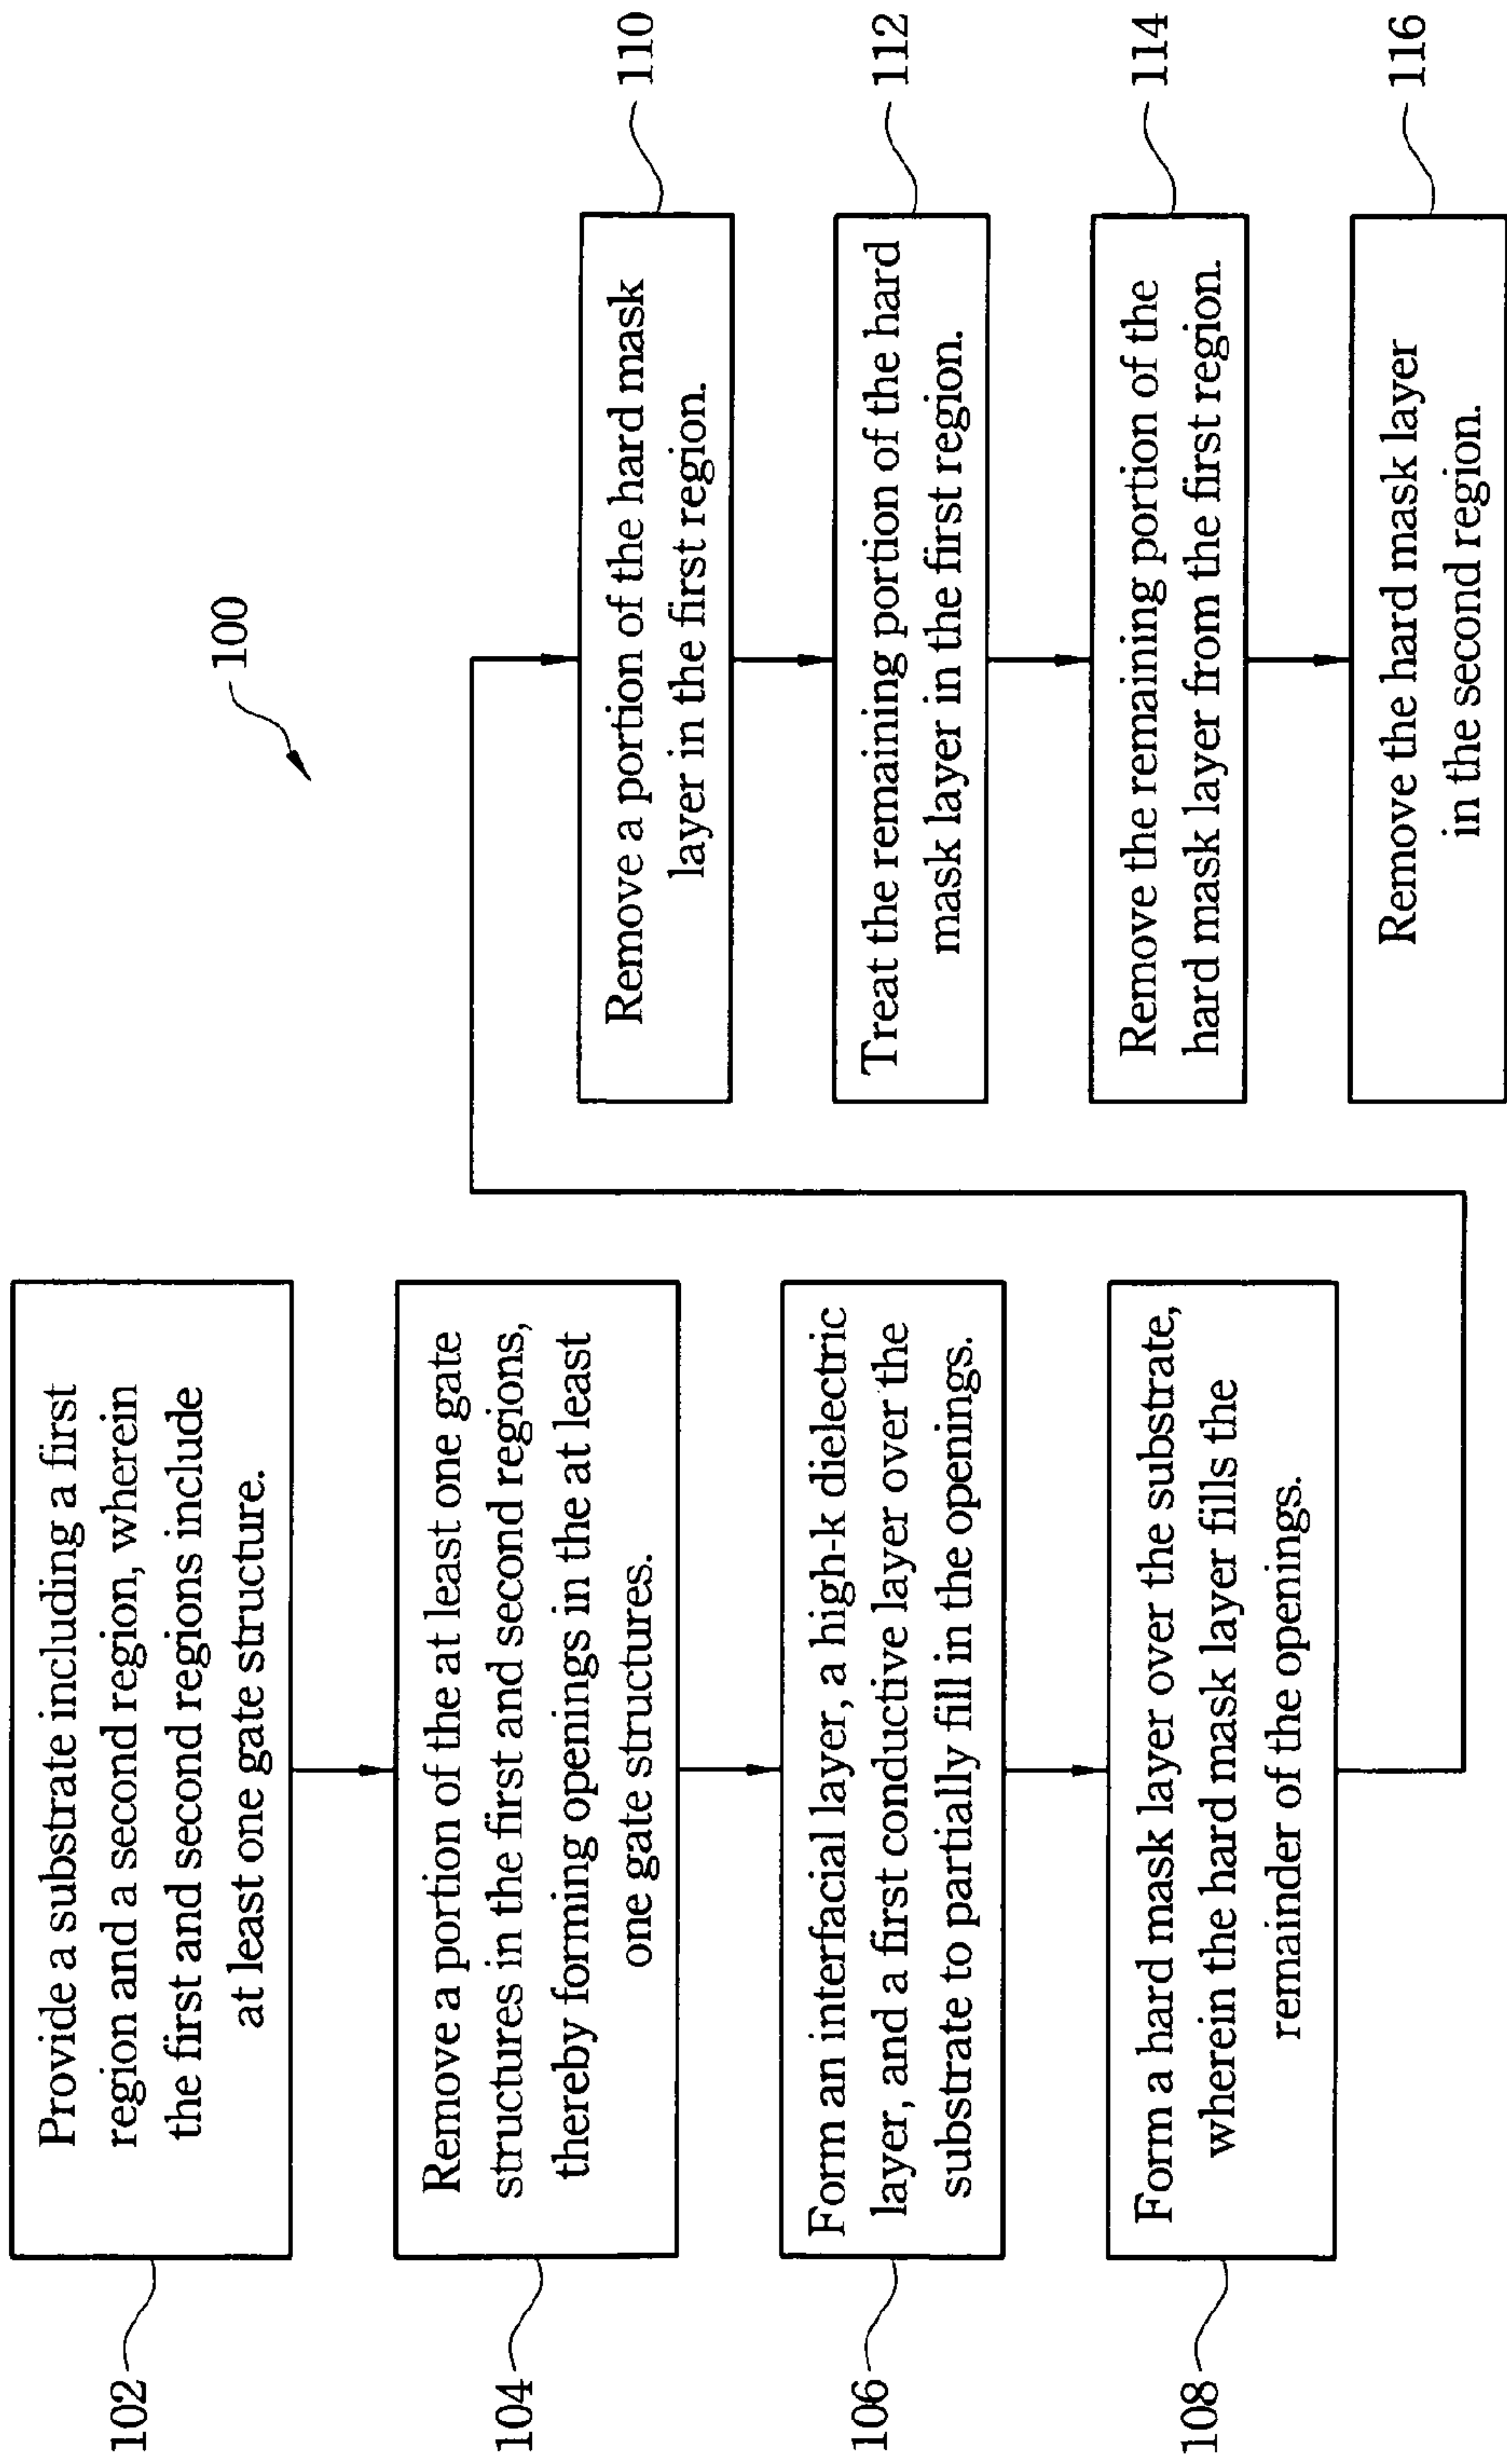 100
102
Provide a substrate including a first
region and a second region, wherein
the first and second regions include
at least one gate structure.
104
Remove a portion of the at least one gate
structures in the first and second regions,
thereby forming openings in the at least
one gate structures.
106
Form an interfacial layer, a high-k dielectric
layer, and a first conductive layer over the
substrate to partially fill in the openings.
108
Form a hard mask layer over the substrate,
wherein the hard mask layer fills the
remainder of the openings.
110
Remove a portion of the hard mask
layer in the first region.
112
Treat the remaining portion of the hard
mask layer in the first region.
114
Remove the remaining portion of the
hard mask layer from the first region.
116
Remove the hard mask layer
in the second region.